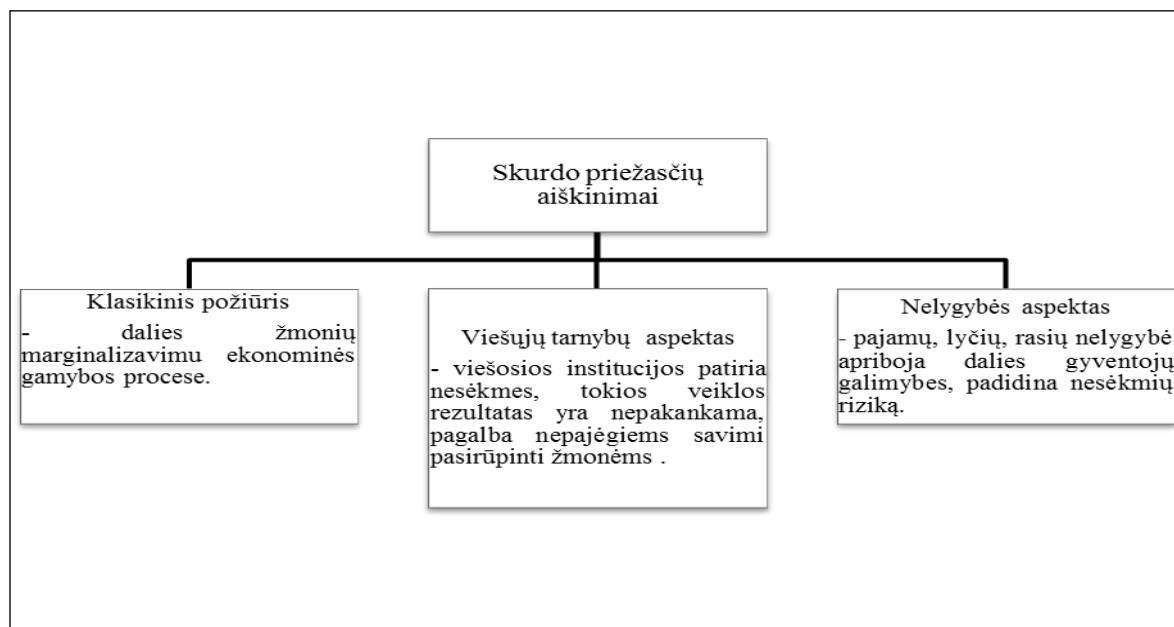 Skurdo priežasčių
aiškinimai
Klasikinis požiūris
- dalies žmonių
marginalizavimu ekonominės
gamybos procese.
Viešųjų tarnybų aspektas
- viešosios institucijos patiria
nesėkmes, tokios veiklos
rezultatas yra nepakankama,
pagalba nepajėgiems savimi
pasirūpinti žmonėms .
Nelygybės aspektas
- pajamų, lyčių, rasių nelygybė
apriboja dalies gyventojų
galimybes, padidina nesėkmių
riziką.